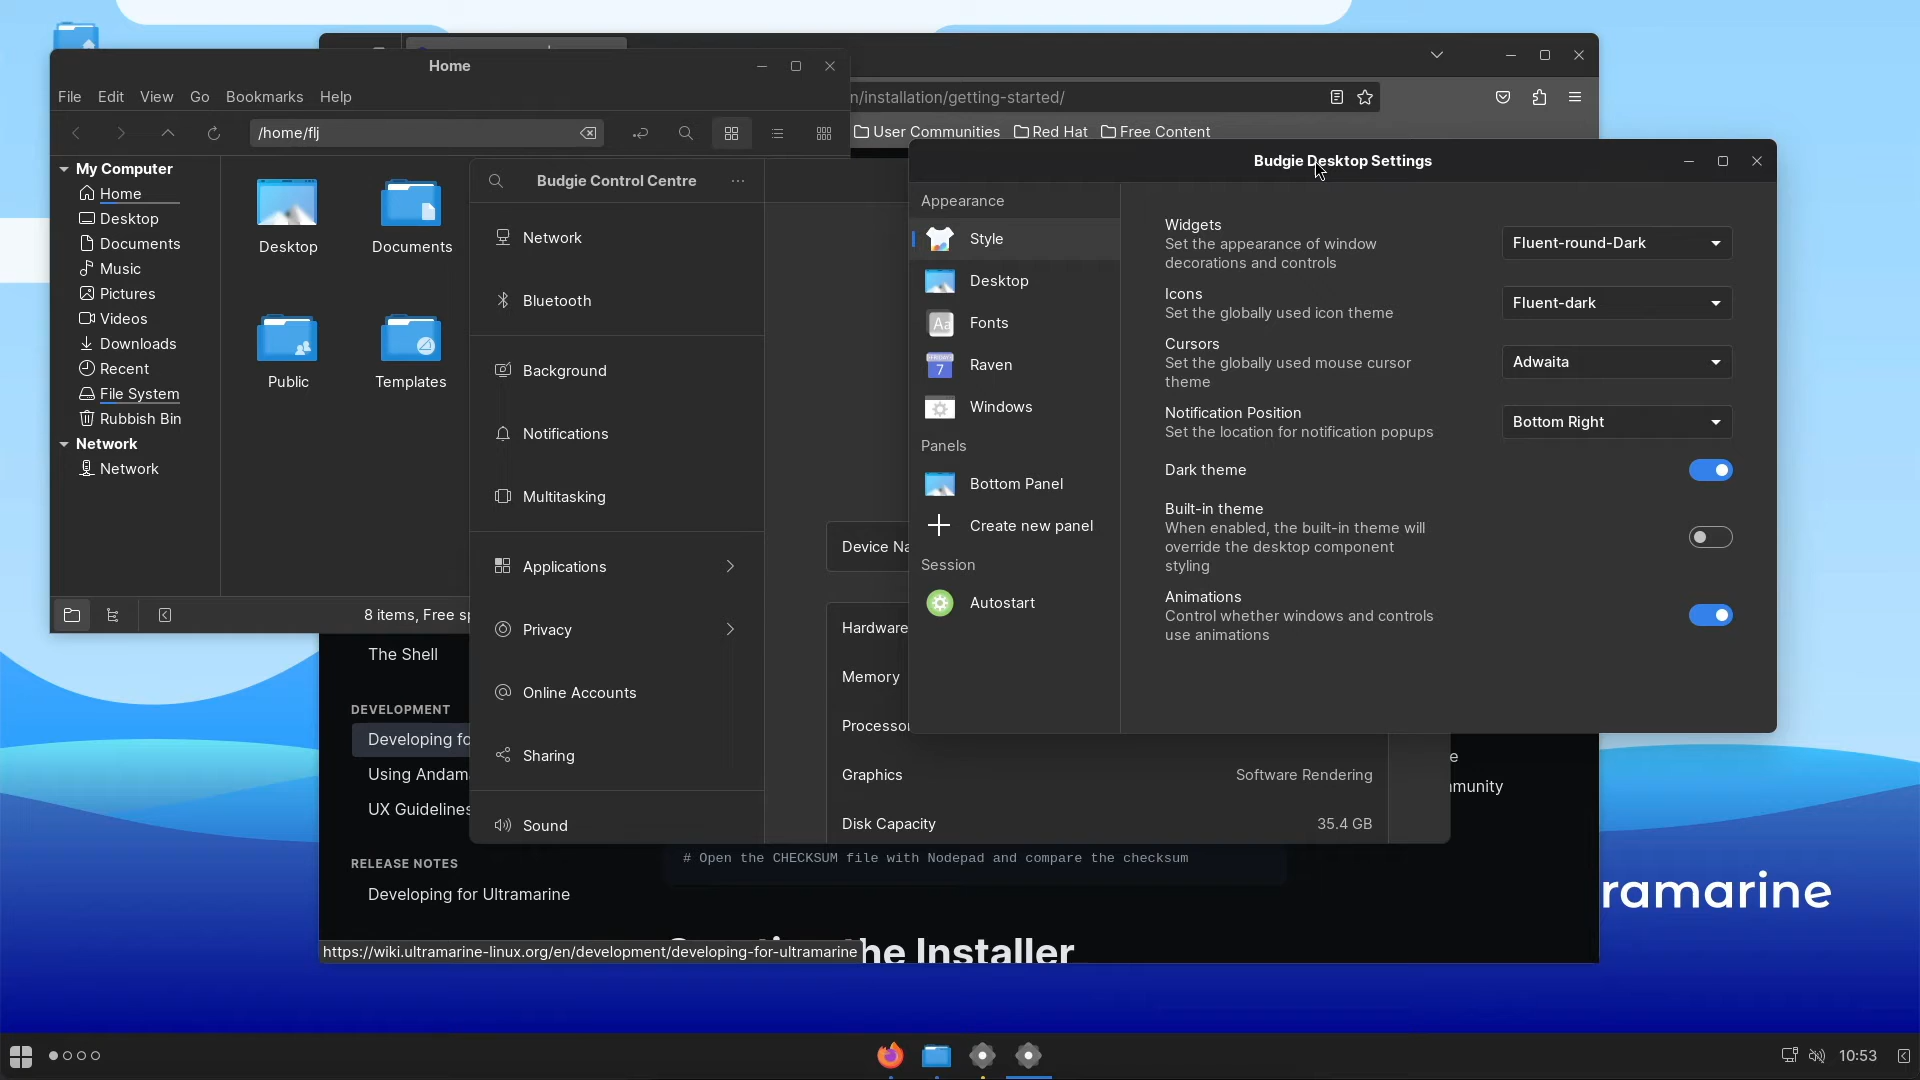 Home
File Edit View Go Bookmarks Help
/home/flj
My Computer
Home
Desktop
Documents
Music
Pictures
Videos
Downloads
Recent
File System
Rubbish Bin
Network
Network
Desktop
Documents
Public
Templates
8 items, Free
n/installation/getting-started/
User Communities Red Hat Free Content
Budgie Control Centre
Network
Bluetooth
Background
Notifications
Multitasking
Applications
Privacy
Online Accounts
Sharing
Sound
Device Na
Hardware
Memory
Processor
Graphics Software Rendering
Disk Capacity 35.4 GB
Budgie Desktop Settings
Appearance
Style
Desktop
Aa Fonts
FRIDAY
7 Raven
Windows
Panels
Bottom Panel
Create new panel
Session
Autostart
Widgets
Set the appearance of window
decorations and controls
Fluent-round-Dark
Icons
Set the globally used icon theme
Fluent-dark
Cursors
Set the globally used mouse cursor
theme
Adwaita
Notification Position
Set the location for notification popups
Bottom Right
Dark theme
Built-in theme
When enabled, the built-in theme will
override the desktop component
styling
Animations
Control whether windows and controls
use animations
The Shell
DEVELOPMENT
Developing fo
Using Andam
UX Guidelines
RELEASE NOTES
Developing for Ultramarine
# Open the CHECKSUM file with Nodepad and compare the checksum
he Installer
e
munity
https://wiki.ultramarine-linux.org/en/development/developing-for-ultramarine
ramarine
10:53